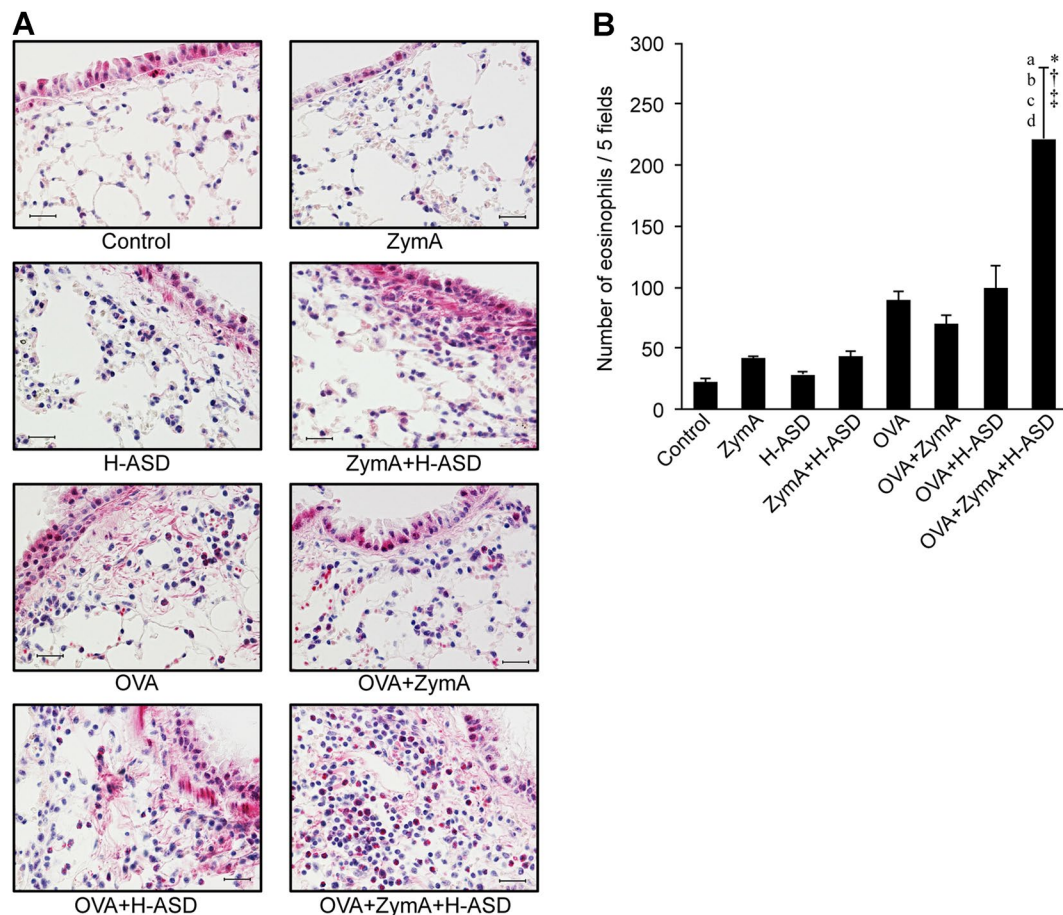 A
Control
ZymA
H-ASD
ZymA+H-ASD
OVA
OVA+ZymA
OVA+H-ASD
OVA+ZymA+H-ASD
B
Number of eosinophils / 5 fields
300
250
200
150
100
50
0
a *
b †
c ‡
d
Control
ZymA
H-ASD
ZymA+H-ASD
OVA
OVA+ZymA
OVA+H-ASD
OVA+ZymA+H-ASD